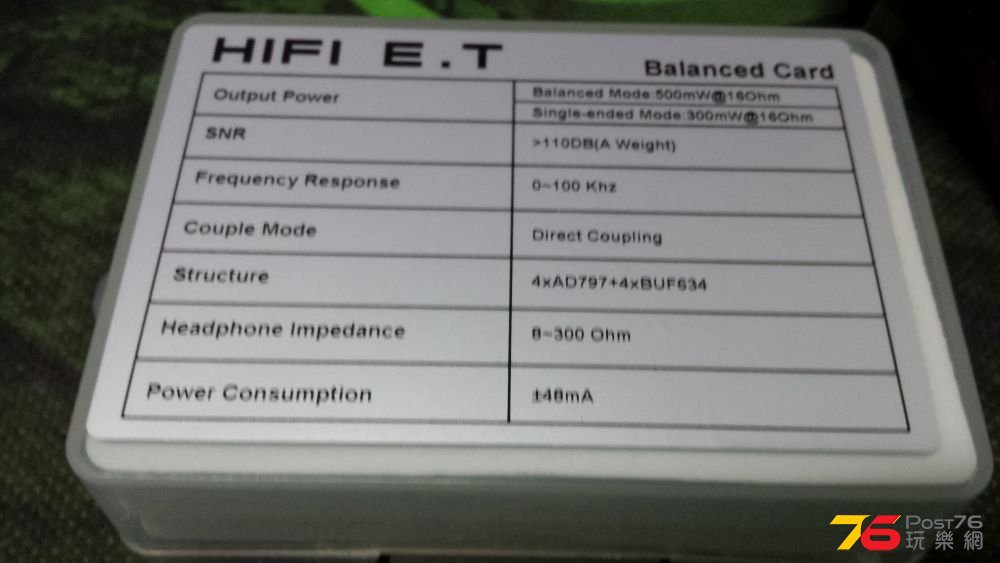 HIFI E.T
Balanced Card
Output Power
Balanced Mode:500mW@16Ohm
Single-ended Mode:300mW@16Ohm
SNR
>110DB(A Weight)
Frequency Response
0~100 Khz
Couple Mode
Direct Coupling
Structure
4xAD797+4xBUF634
Headphone Impedance
8~300 Ohm
Power Consumption
±48mA
76 Post76
玩樂網